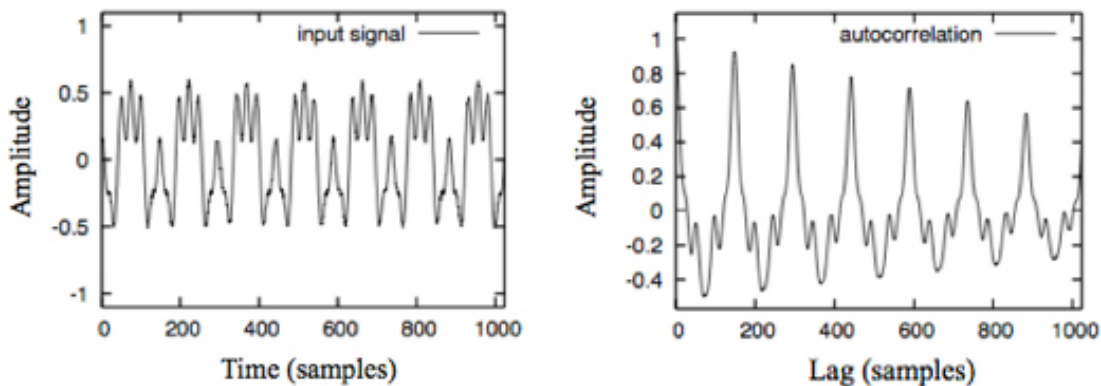 input signal
Amplitude
1
0.5
0
-0.5
-1
0 200 400 600 800 1000
Time (samples)
autocorrelation
Amplitude
1
0.8
0.6
0.4
0.2
0
-0.2
-0.4
0 200 400 600 800 1000
Lag (samples)